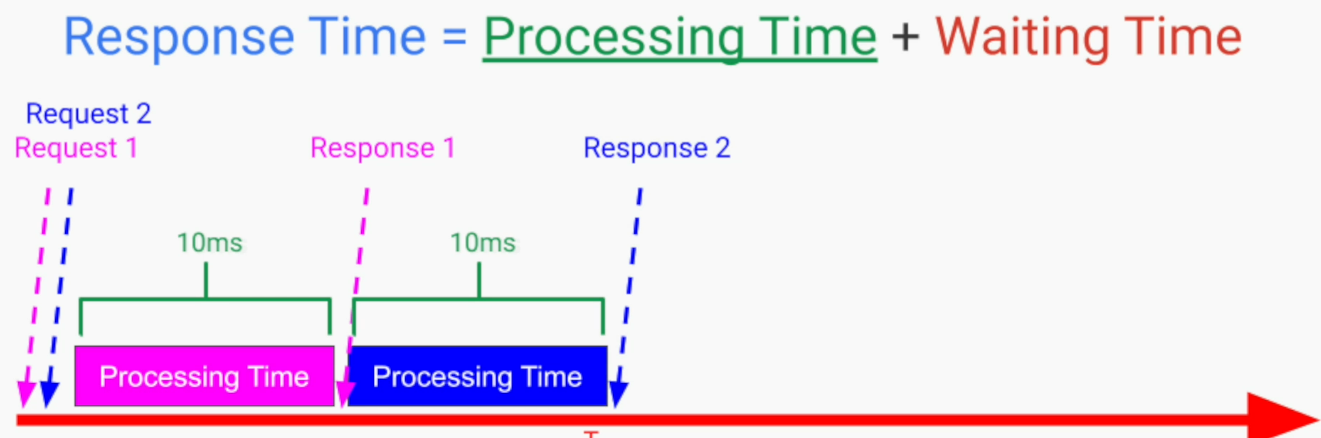 Response Time = Processing Time + Waiting Time
Request 2
Request 1
Response 1
Response 2
10ms
10ms
Processing Time
Processing Time